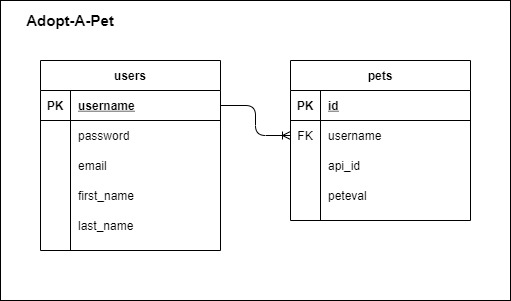 Adopt-A-Pet
users
PK username
password
email
first_name
last_name
pets
PK id
FK username
api_id
peteval